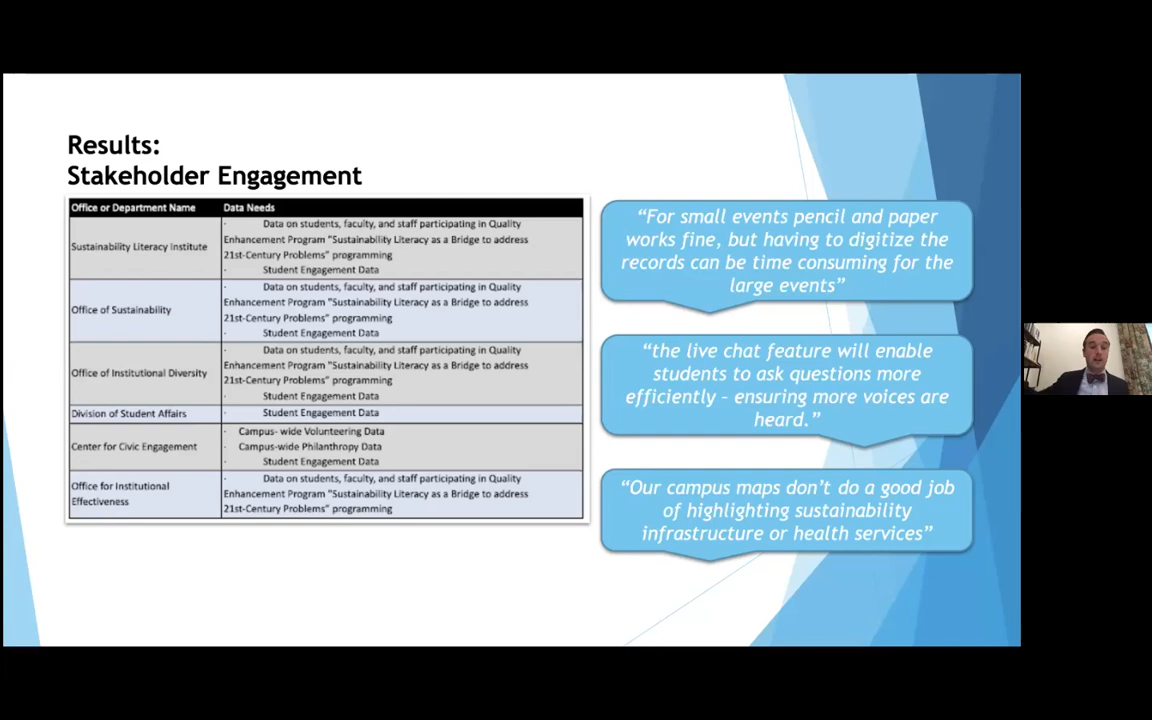 Results:
Stakeholder Engagement
Office or Department Name Data Needs
Sustainability Literacy Institute
· Data on students, faculty, and staff participating in Quality
Enhancement Program "Sustainability Literacy as a Bridge to address
21st-Century Problems" programming
· Student Engagement Data
Office of Sustainability
· Data on students, faculty, and staff participating in Quality
Enhancement Program "Sustainability Literacy as a Bridge to address
21st-Century Problems" programming
· Student Engagement Data
Office of Institutional Diversity
· Data on students, faculty, and staff participating in Quality
Enhancement Program "Sustainability Literacy as a Bridge to address
21st-Century Problems" programming
· Student Engagement Data
Division of Student Affairs
· Student Engagement Data
Center for Civic Engagement
· Campus- wide Volunteering Data
· Campus-wide Philanthropy Data
· Student Engagement Data
Office for Institutional
Effectiveness
· Data on students, faculty, and staff participating in Quality
Enhancement Program "Sustainability Literacy as a Bridge to address
21st-Century Problems" programming
“For small events pencil and paper
works fine, but having to digitize the
records can be time consuming for the
large events”
“the live chat feature will enable
students to ask questions more
efficiently – ensuring more voices are
heard.”
“Our campus maps don’t do a good job
of highlighting sustainability
infrastructure or health services”